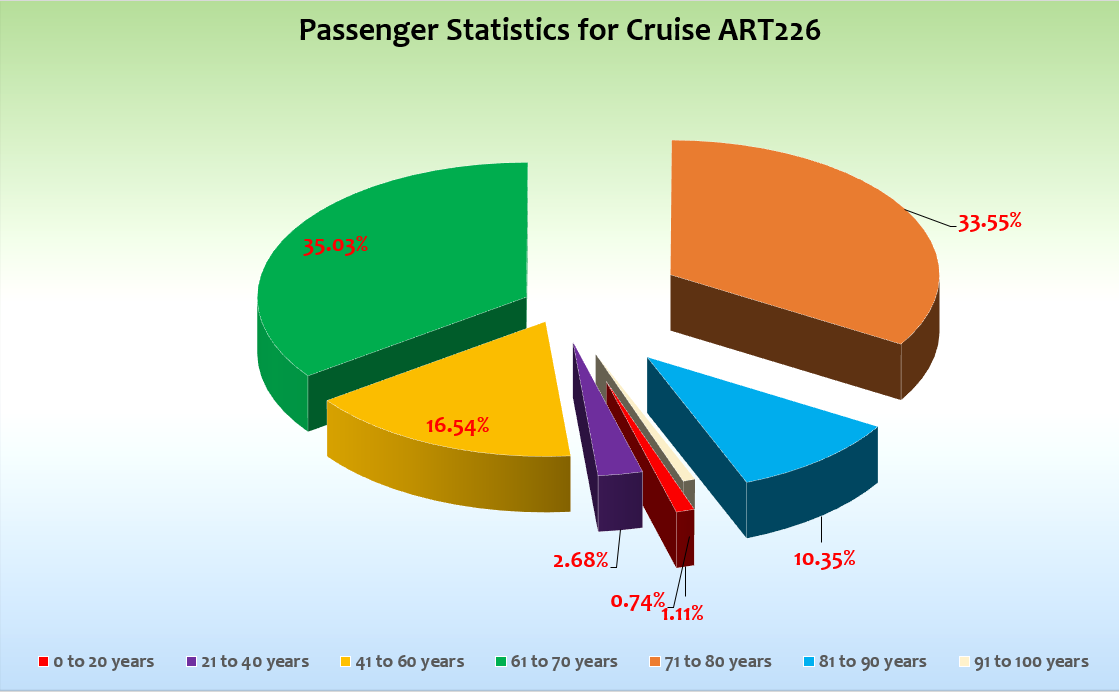 Passenger Statistics for Cruise ART226
33.55%
35.03%
16.54%
2.68%
10.35%
0.74%
1.11%
0 to 20 years
21 to 40 years
41 to 60 years
61 to 70 years
71 to 80 years
81 to 90 years
91 to 100 years